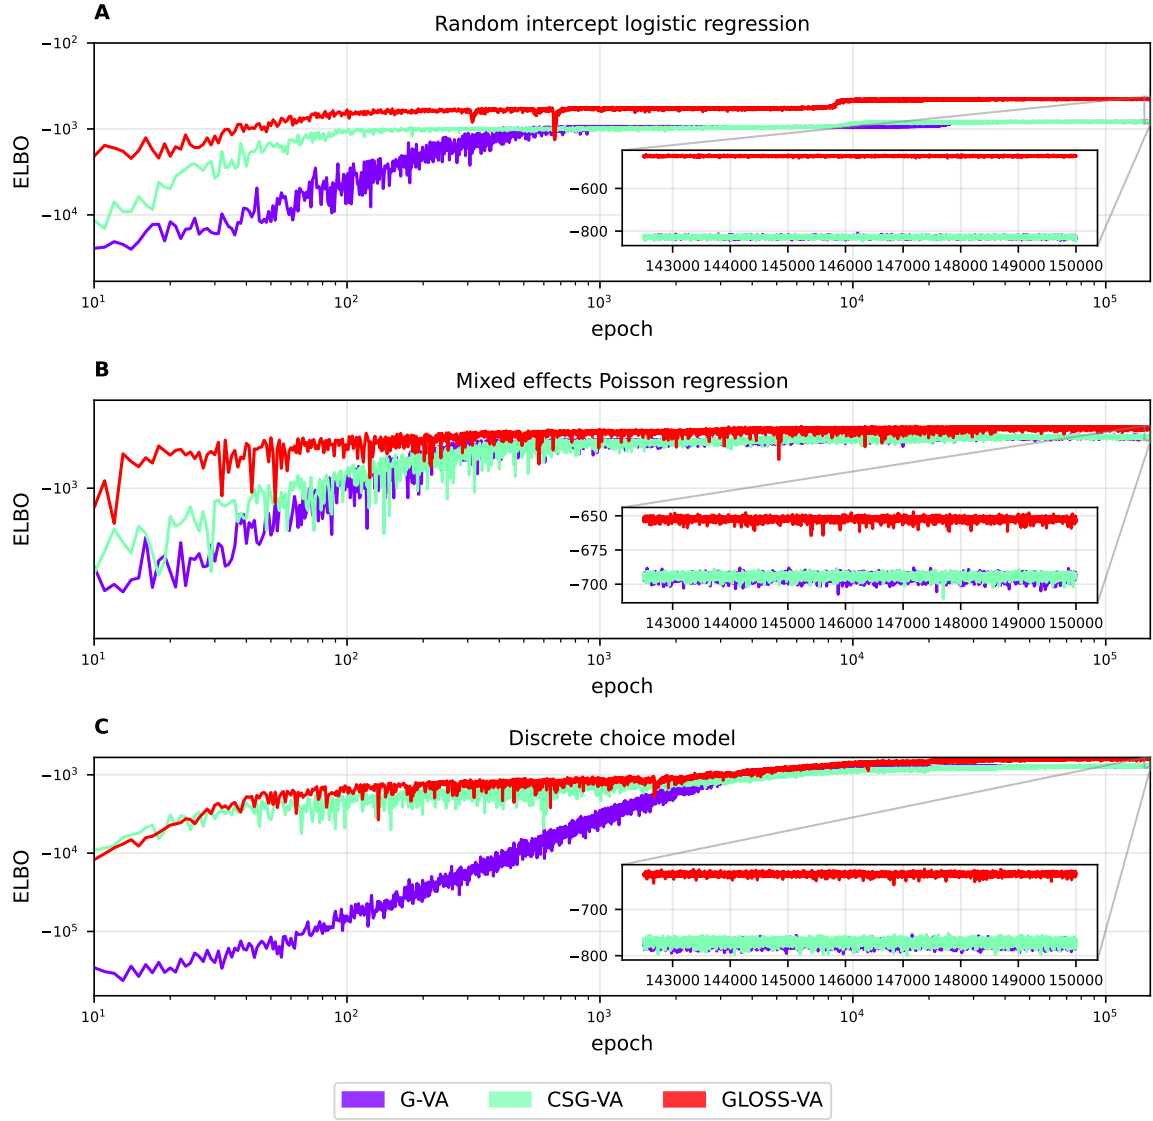 A
Random intercept logistic regression
ELBO
−10²
−10³
−10⁴
−600
−800
143000 144000 145000 146000 147000 148000 149000 150000
10¹ 10² 10³ 10⁴ 10⁵
epoch
B
Mixed effects Poisson regression
ELBO
−10³
−650
−675
−700
143000 144000 145000 146000 147000 148000 149000 150000
10¹ 10² 10³ 10⁴ 10⁵
epoch
C
Discrete choice model
ELBO
−10³
−10⁴
−10⁵
−700
−800
143000 144000 145000 146000 147000 148000 149000 150000
10¹ 10² 10³ 10⁴ 10⁵
epoch
G-VA CSG-VA GLOSS-VA